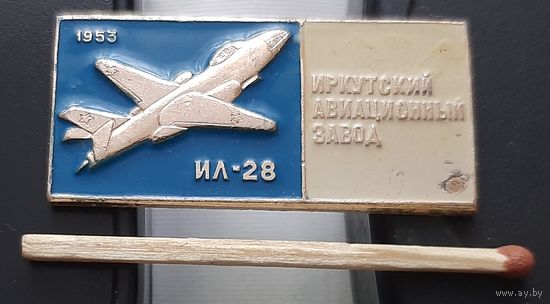 1953
ИЛ-28
ИРКУТСКИЙ
АВИАЦИОННЫЙ
ЗАВОД
www.ay.by